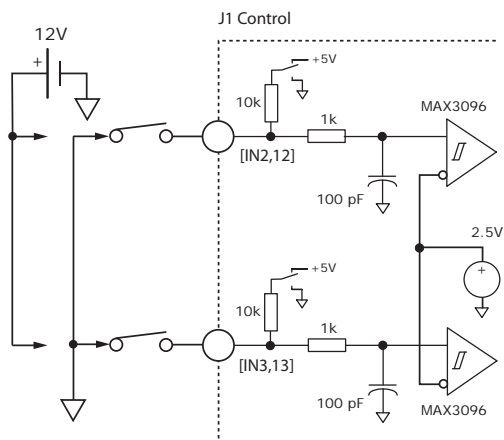 J1 Control
12V
+
+5V
10k
1k
MAX3096
[IN2,12]
100 pF
2.5V
+
+5V
10k
1k
[IN3,13]
100 pF
MAX3096